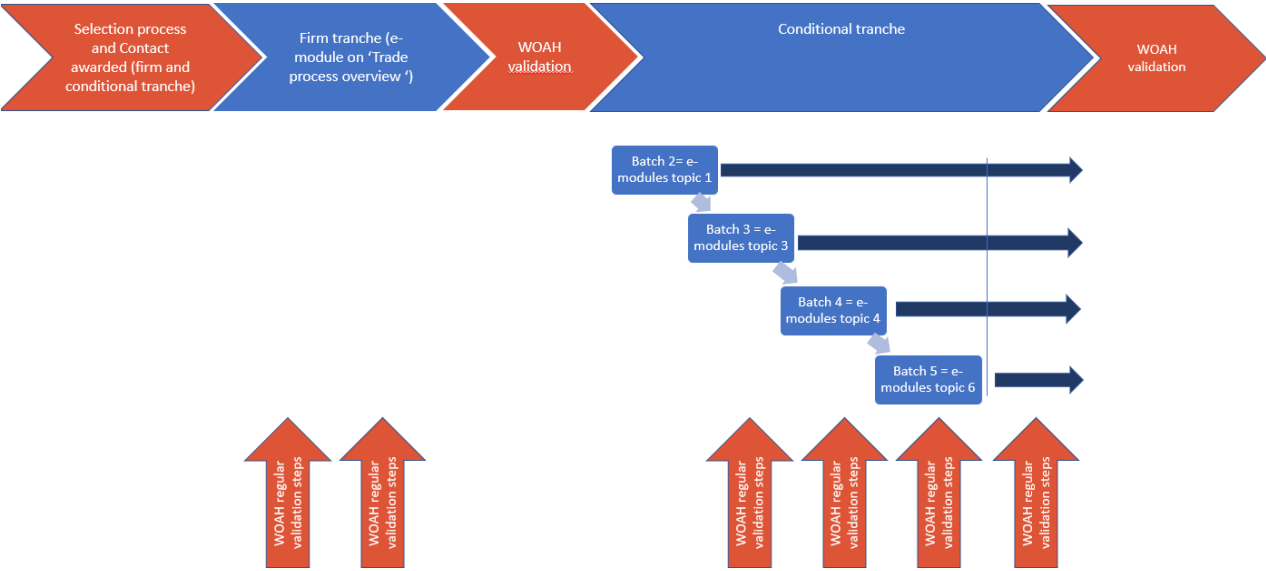 Selection process
and Contact
awarded (firm and
conditional tranche)
Firm tranche (e-
module on ‘Trade
process overview ‘)
WOAH
validation
Conditional tranche
WOAH
validation
Batch 2= e-
modules topic 1
Batch 3 = e-
modules topic 3
Batch 4 = e-
modules topic 4
Batch 5 = e-
modules topic 6
WOAH regular
validation steps
WOAH regular
validation steps
WOAH regular
validation steps
WOAH regular
validation steps
WOAH regular
validation steps
WOAH regular
validation steps